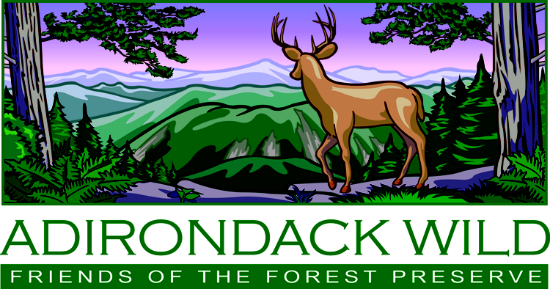 ADIRONDACK WILD
FRIENDS OF THE FOREST PRESERVE